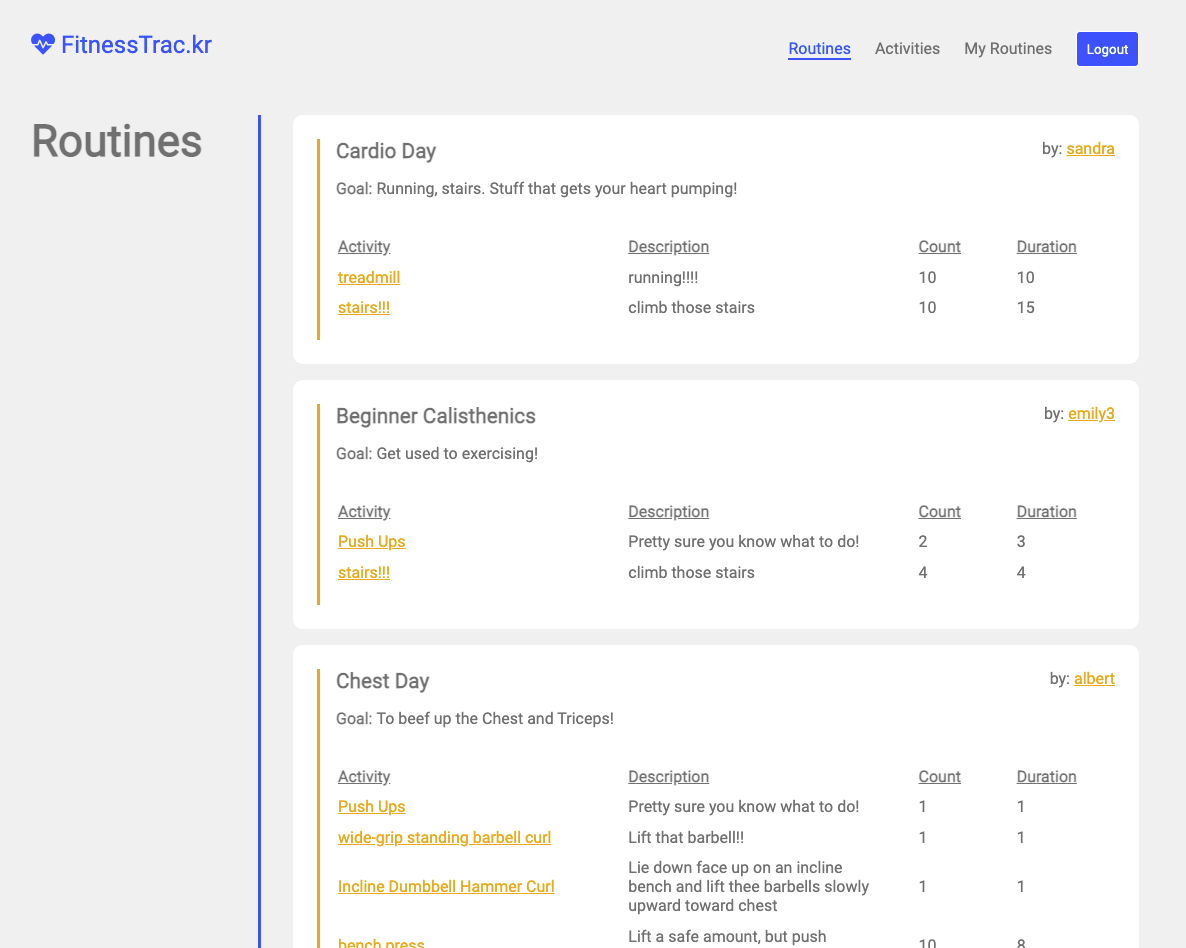 FitnessTrac.kr
Routines Activities My Routines Logout
Routines
Cardio Day by: sandra
Goal: Running, stairs. Stuff that gets your heart pumping!
Activity Description Count Duration
treadmill running!!!! 10 10
stairs!!! climb those stairs 10 15
Beginner Calisthenics by: emily3
Goal: Get used to exercising!
Activity Description Count Duration
Push Ups Pretty sure you know what to do! 2 3
stairs!!! climb those stairs 4 4
Chest Day by: albert
Goal: To beef up the Chest and Triceps!
Activity Description Count Duration
Push Ups Pretty sure you know what to do! 1 1
wide-grip standing barbell curl Lift that barbell!! 1 1
Lie down face up on an incline
Incline Dumbbell Hammer Curl bench and lift thee barbells slowly 1 1
upward toward chest
Lift a safe amount, but push
bench press 10 8